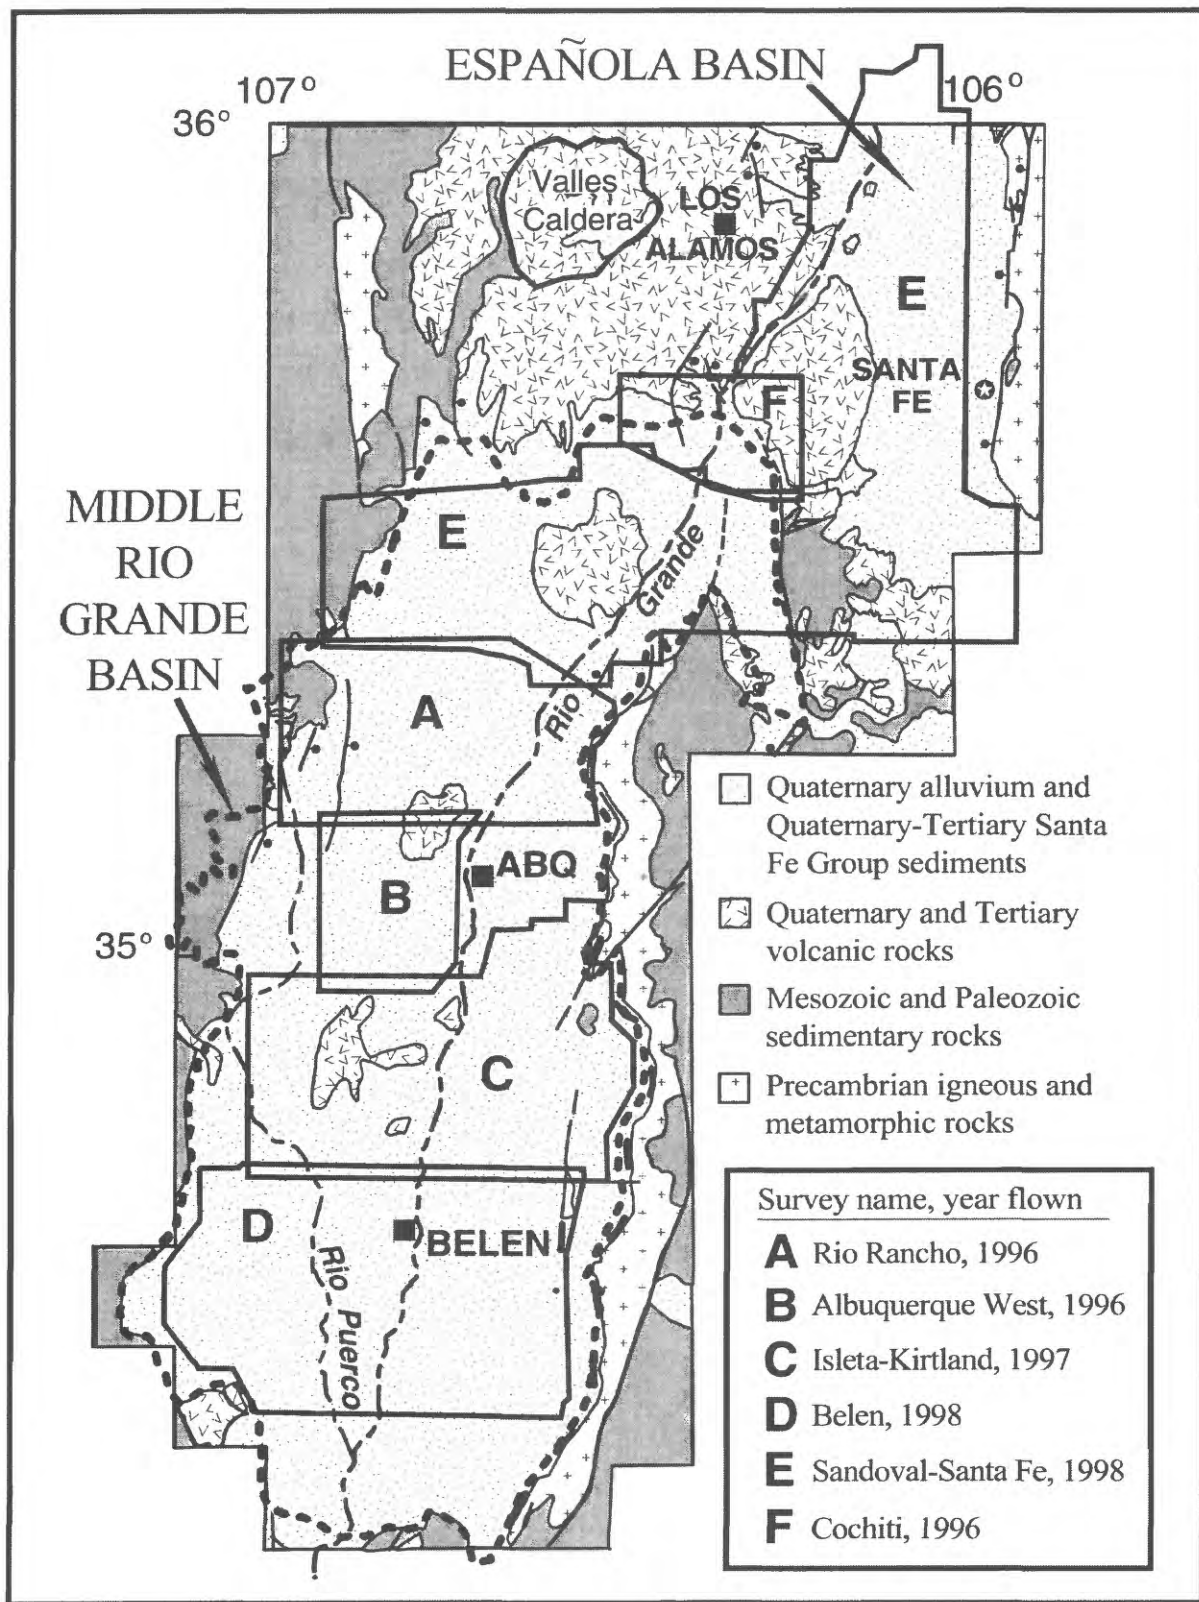 ESPAÑOLA BASIN
107°
106°
36°
Valles
Caldera
LOS
ALAMOS
E
SANTA
FE
F
MIDDLE
RIO
GRANDE
BASIN
E
Rio Grande
A
B
ABQ
35°
C
D
BELEN
Rio Puerco
Quaternary alluvium and
Quaternary-Tertiary Santa
Fe Group sediments
Quaternary and Tertiary
volcanic rocks
Mesozoic and Paleozoic
sedimentary rocks
Precambrian igneous and
metamorphic rocks
Survey name, year flown
A Rio Rancho, 1996
B Albuquerque West, 1996
C Isleta-Kirtland, 1997
D Belen, 1998
E Sandoval-Santa Fe, 1998
F Cochiti, 1996